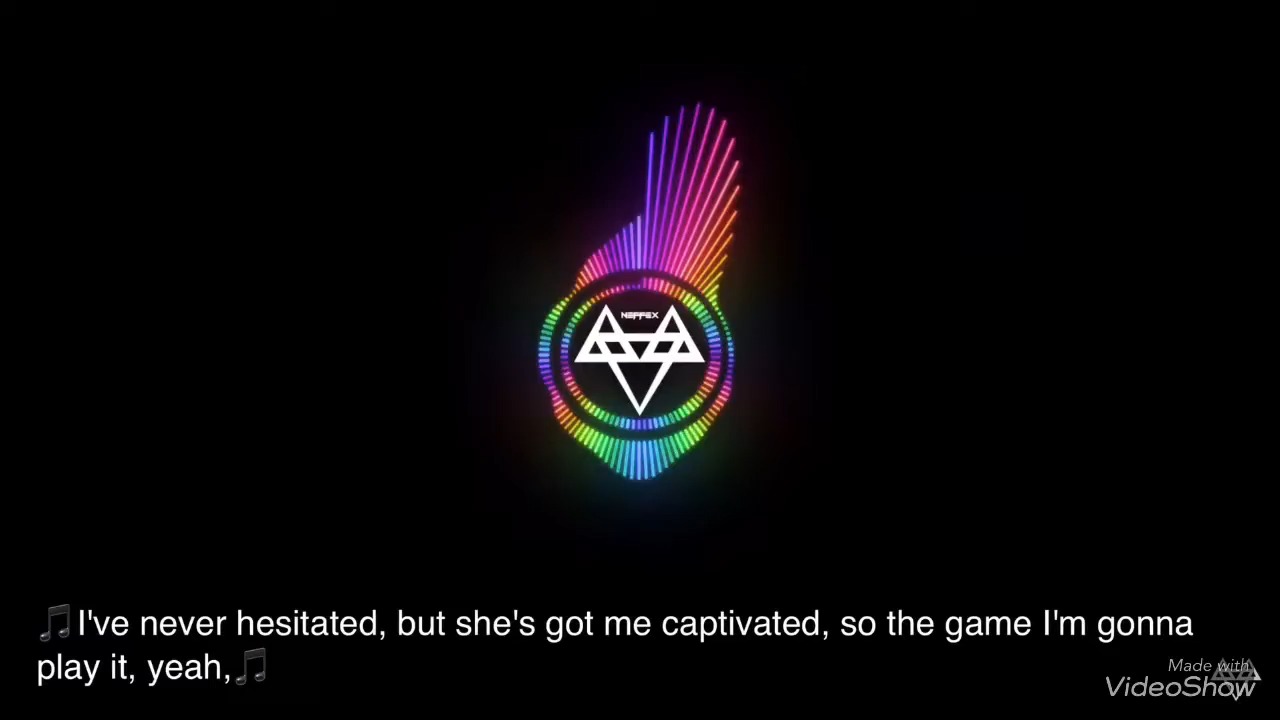 NEFFEX
🎵I've never hesitated, but she's got me captivated, so the game I'm gonna
play it, yeah,🎵
Made with
VideoShow